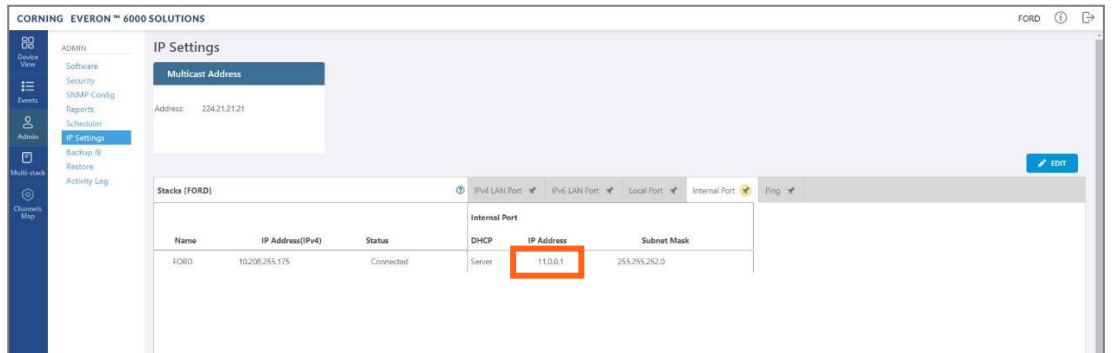 CORNING EVERON ™ 6000 SOLUTIONS
FORD
Device View
Events
Admin
Multi-stack
Channels Map
ADMIN
Software
Security
SNMP Config
Reports
Scheduler
IP Settings
Backup &
Restore
Activity Log
IP Settings
Multicast Address
Address: 224.21.21.21
EDIT
Stacks [FORD]
IPv4 LAN Port IPv6 LAN Port Local Port Internal Port Ping
Internal Port
Name IP Address(IPv4) Status DHCP IP Address Subnet Mask
FORD 10.208.255.175 Connected Server 11.0.0.1 255.255.252.0